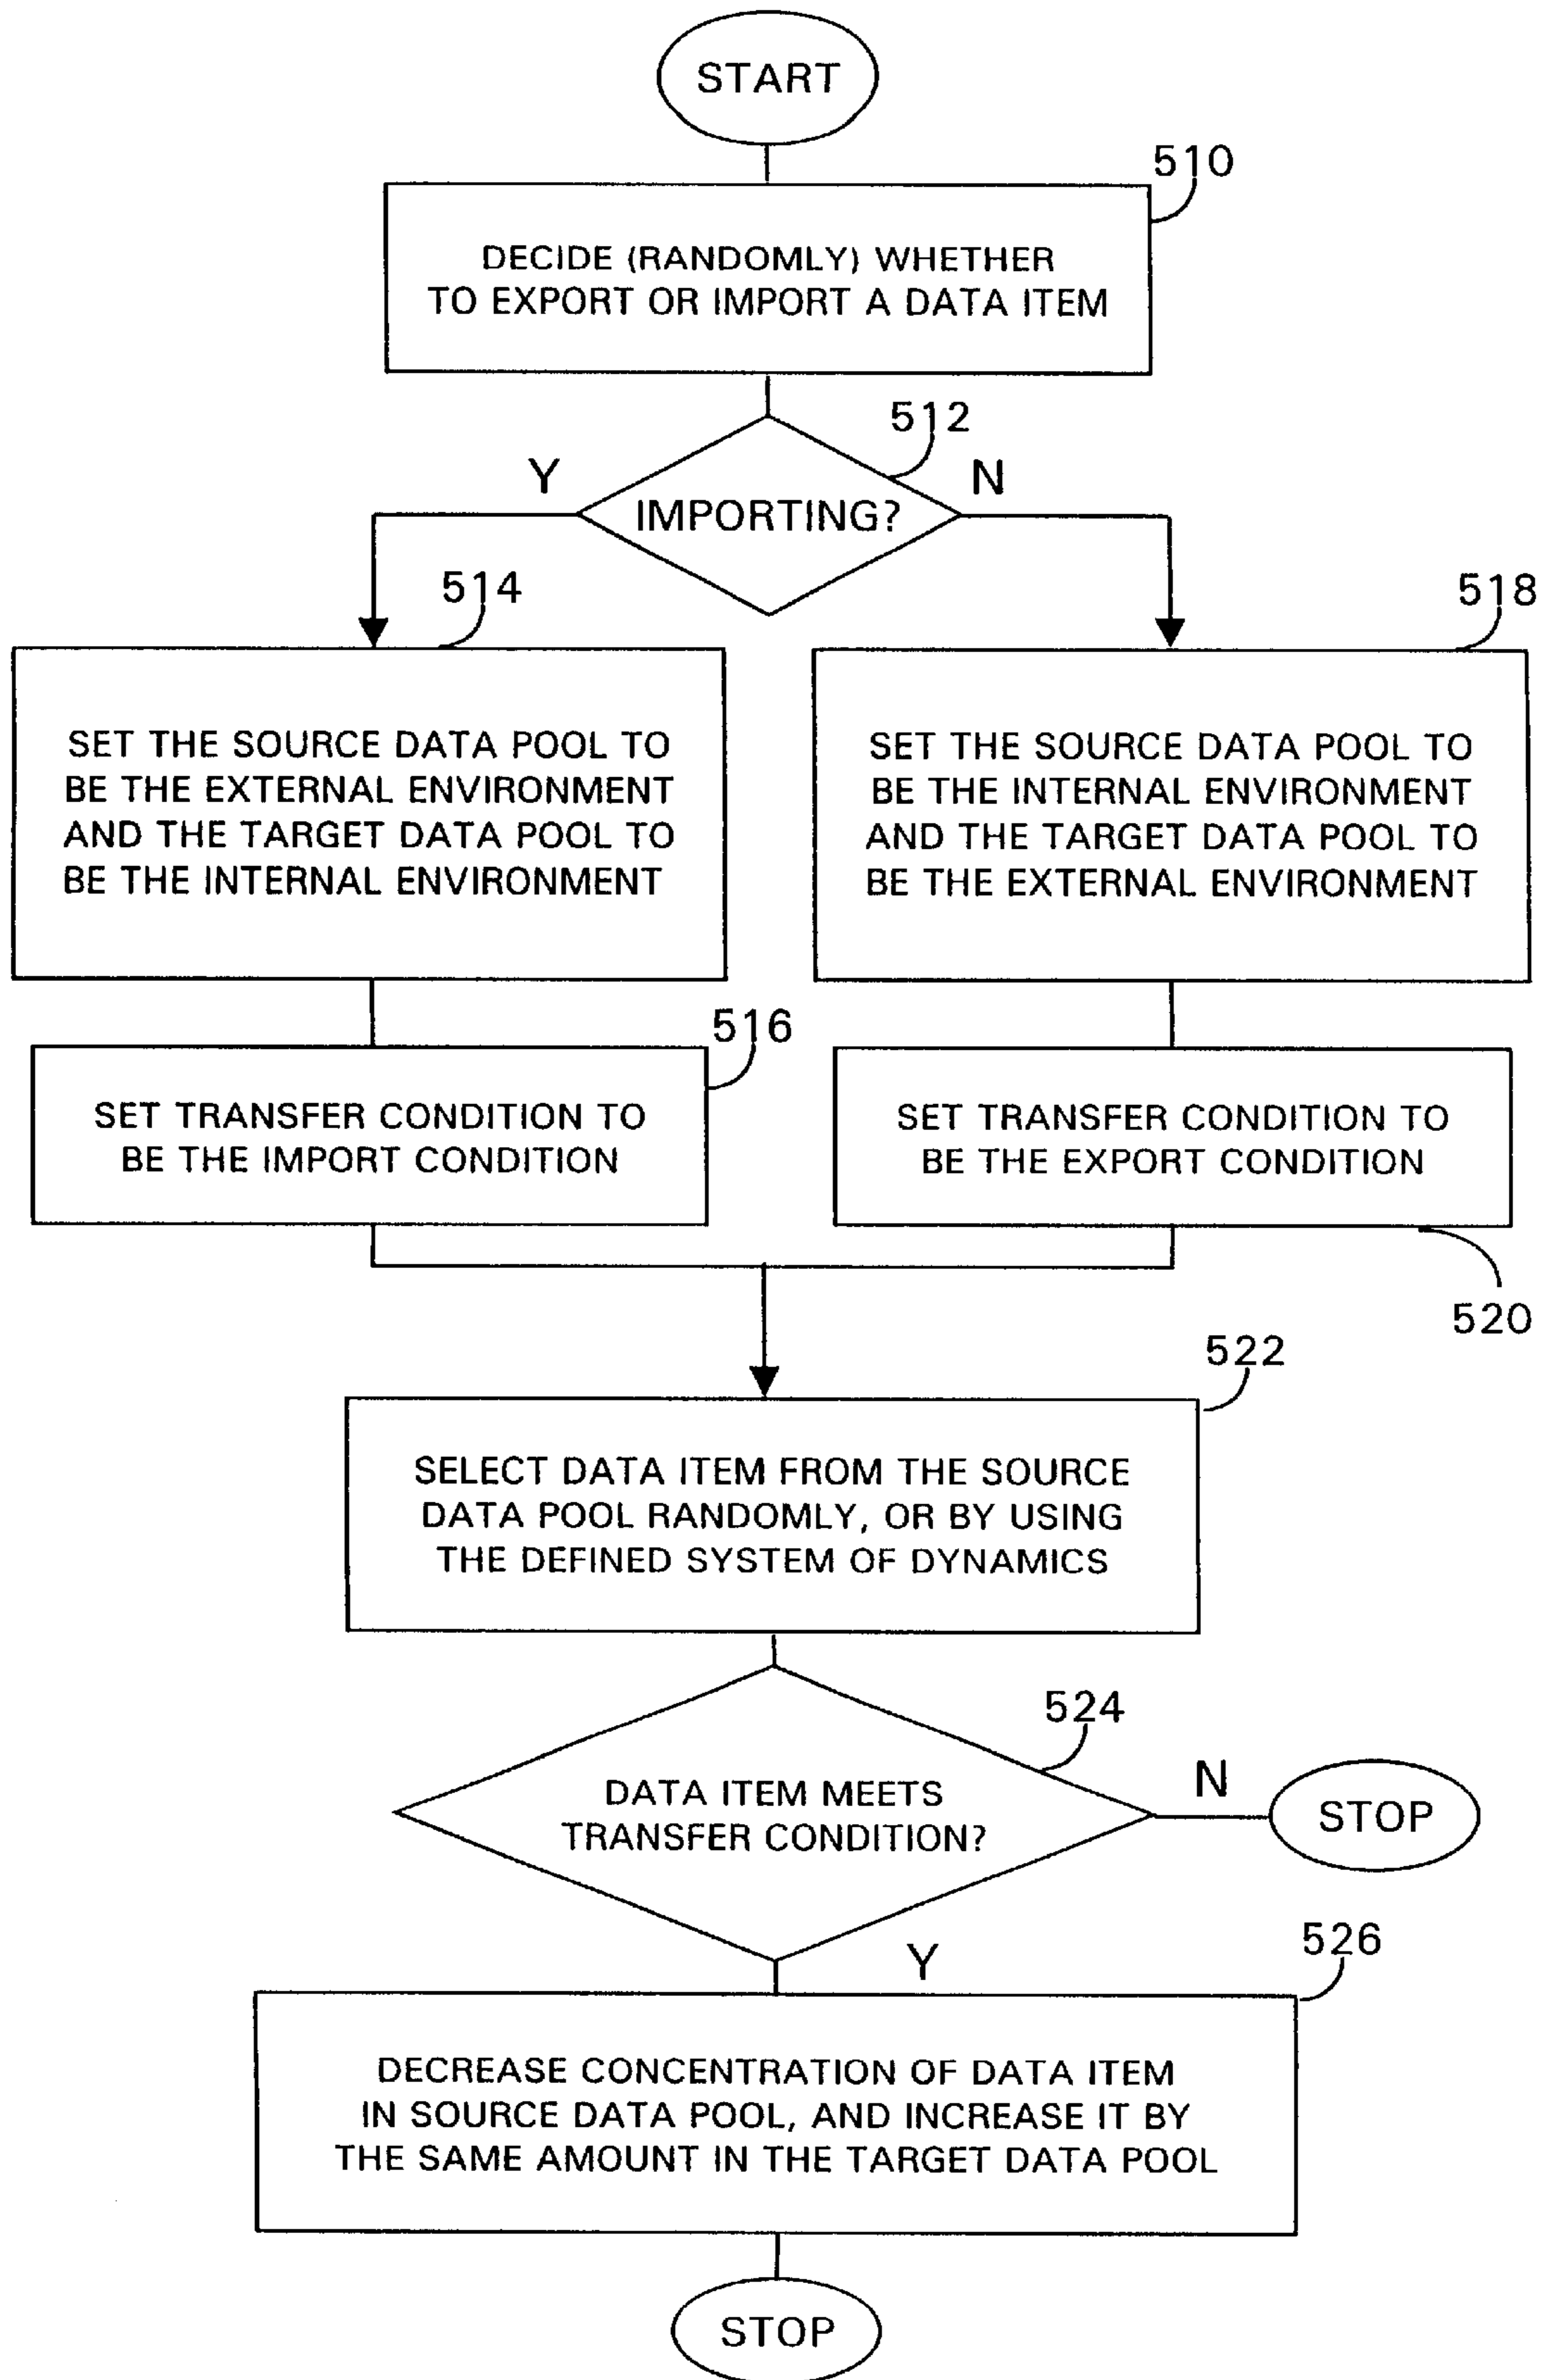 START
510
DECIDE (RANDOMLY) WHETHER
TO EXPORT OR IMPORT A DATA ITEM
512
Y
N
IMPORTING?
514
518
SET THE SOURCE DATA POOL TO
BE THE EXTERNAL ENVIRONMENT
AND THE TARGET DATA POOL TO
BE THE INTERNAL ENVIRONMENT
SET THE SOURCE DATA POOL TO
BE THE INTERNAL ENVIRONMENT
AND THE TARGET DATA POOL TO
BE THE EXTERNAL ENVIRONMENT
516
SET TRANSFER CONDITION TO
BE THE IMPORT CONDITION
SET TRANSFER CONDITION TO
BE THE EXPORT CONDITION
520
522
SELECT DATA ITEM FROM THE SOURCE
DATA POOL RANDOMLY, OR BY USING
THE DEFINED SYSTEM OF DYNAMICS
524
DATA ITEM MEETS
TRANSFER CONDITION?
N
STOP
Y
526
DECREASE CONCENTRATION OF DATA ITEM
IN SOURCE DATA POOL, AND INCREASE IT BY
THE SAME AMOUNT IN THE TARGET DATA POOL
STOP